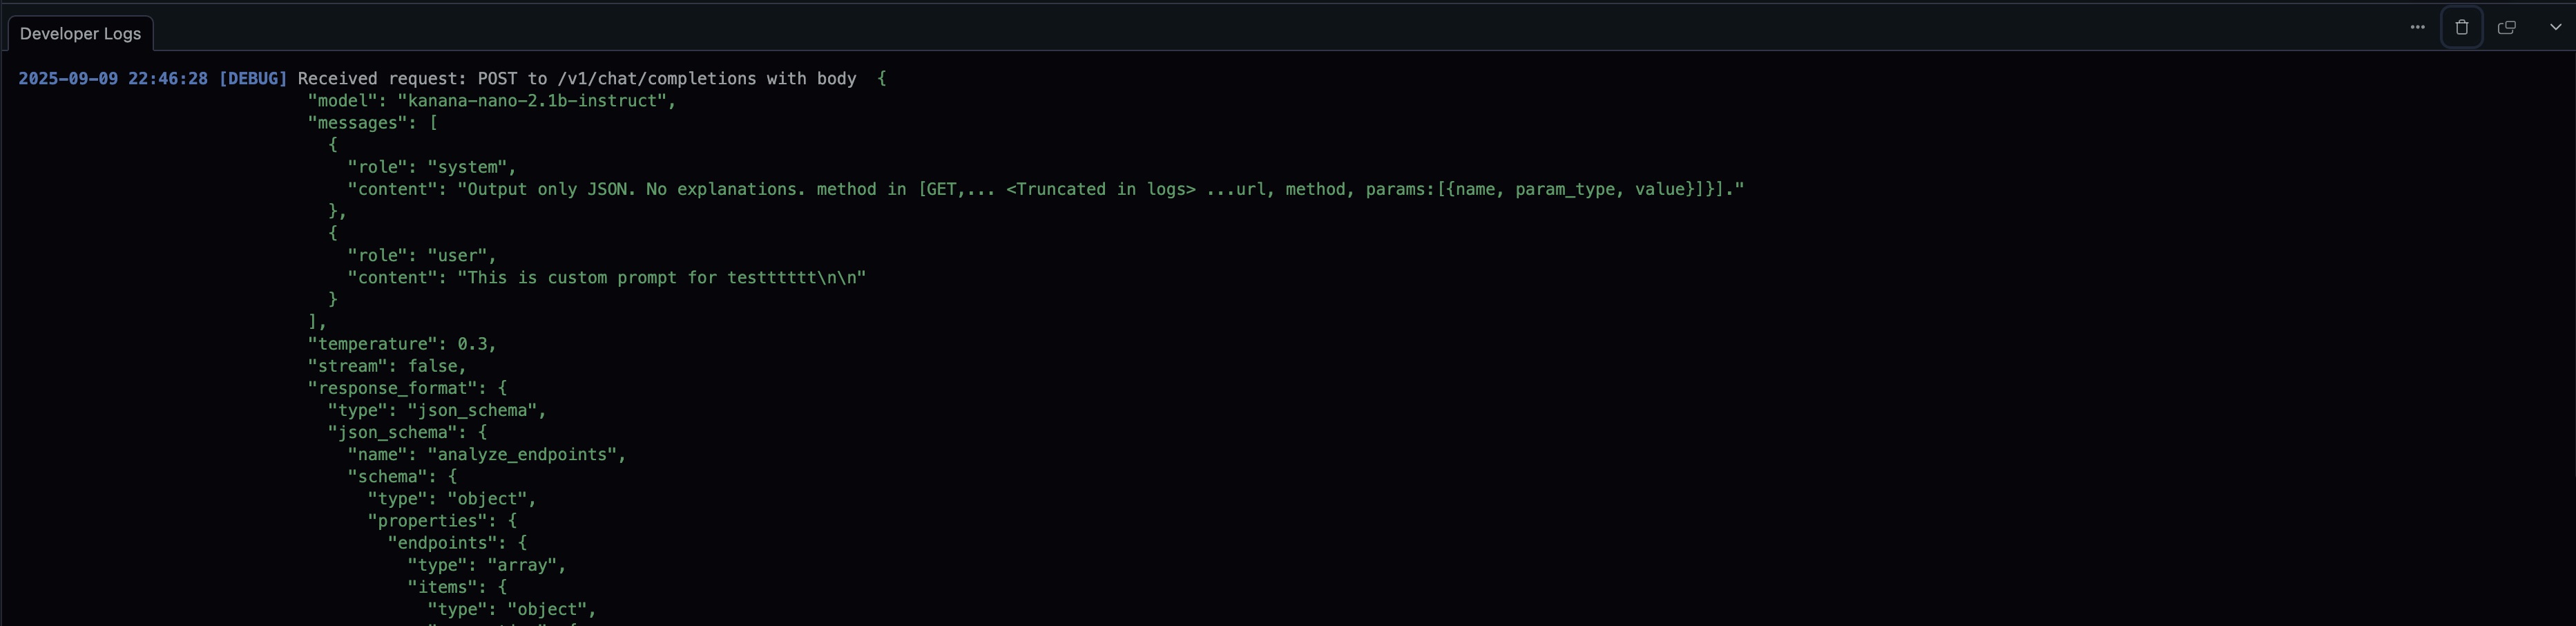 Developer Logs
2025-09-09 22:46:28 [DEBUG] Received request: POST to /v1/chat/completions with body  {
"model": "kanana-nano-2.1b-instruct",
"messages": [
{
"role": "system",
"content": "Output only JSON. No explanations. method in [GET,... <Truncated in logs> ...url, method, params:[{name, param_type, value}]}]."
},
{
"role": "user",
"content": "This is custom prompt for testttttt\n\n"
}
],
"temperature": 0.3,
"stream": false,
"response_format": {
"type": "json_schema",
"json_schema": {
"name": "analyze_endpoints",
"schema": {
"type": "object",
"properties": {
"endpoints": {
"type": "array",
"items": {
"type": "object",